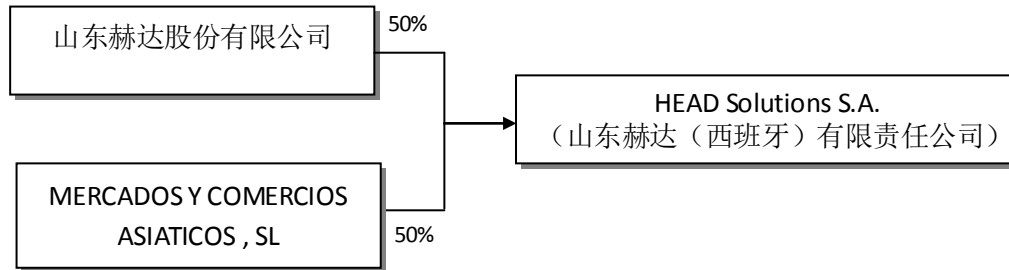 山东赫达股份有限公司
50%
HEAD Solutions S.A.
（山东赫达（西班牙）有限责任公司）
MERCADOS Y COMERCIOS
ASIATICOS , SL
50%